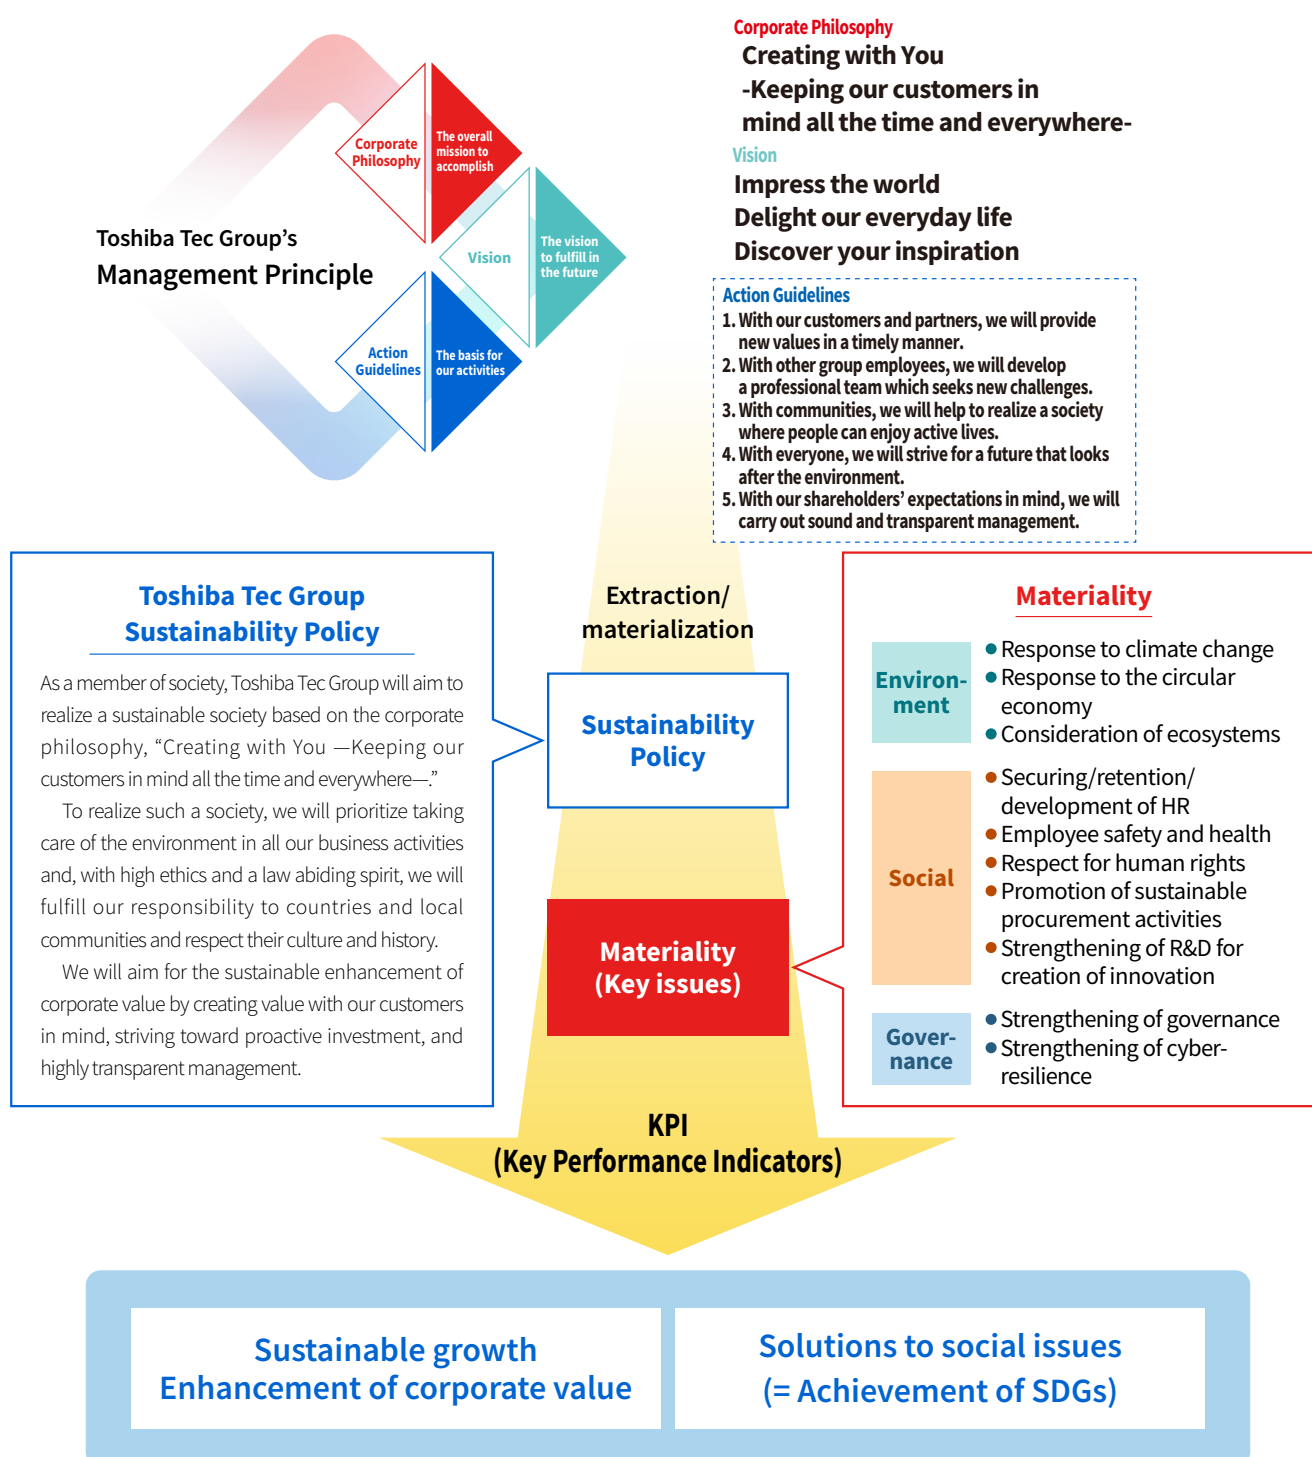 Corporate
Philosophy
The overall
mission to
accomplish
Vision
The vision
to fulfill in
the future
Action
Guidelines
The basis for
our activities
Toshiba Tec Group’s
Management Principle
Corporate Philosophy
Creating with You
-Keeping our customers in
mind all the time and everywhere-
Vision
Impress the world
Delight our everyday life
Discover your inspiration
Action Guidelines
1. With our customers and partners, we will provide
new values in a timely manner.
2. With other group employees, we will develop
a professional team which seeks new challenges.
3. With communities, we will help to realize a society
where people can enjoy active lives.
4. With everyone, we will strive for a future that looks
after the environment.
5. With our shareholders’ expectations in mind, we will
carry out sound and transparent management.
Toshiba Tec Group
Sustainability Policy
As a member of society, Toshiba Tec Group will aim to
realize a sustainable society based on the corporate
philosophy, “Creating with You —Keeping our
customers in mind all the time and everywhere—.”
To realize such a society, we will prioritize taking
care of the environment in all our business activities
and, with high ethics and a law abiding spirit, we will
fulfill our responsibility to countries and local
communities and respect their culture and history.
We will aim for the sustainable enhancement of
corporate value by creating value with our customers
in mind, striving toward proactive investment, and
highly transparent management.
Extraction/
materialization
Sustainability
Policy
Materiality
(Key issues)
KPI
(Key Performance Indicators)
Materiality
Environ-
ment
● Response to climate change
● Response to the circular
economy
● Consideration of ecosystems
Social
● Securing/retention/
development of HR
● Employee safety and health
● Respect for human rights
● Promotion of sustainable
procurement activities
● Strengthening of R&D for
creation of innovation
Gover-
nance
● Strengthening of governance
● Strengthening of cyber-
resilience
Sustainable growth
Enhancement of corporate value
Solutions to social issues
(= Achievement of SDGs)